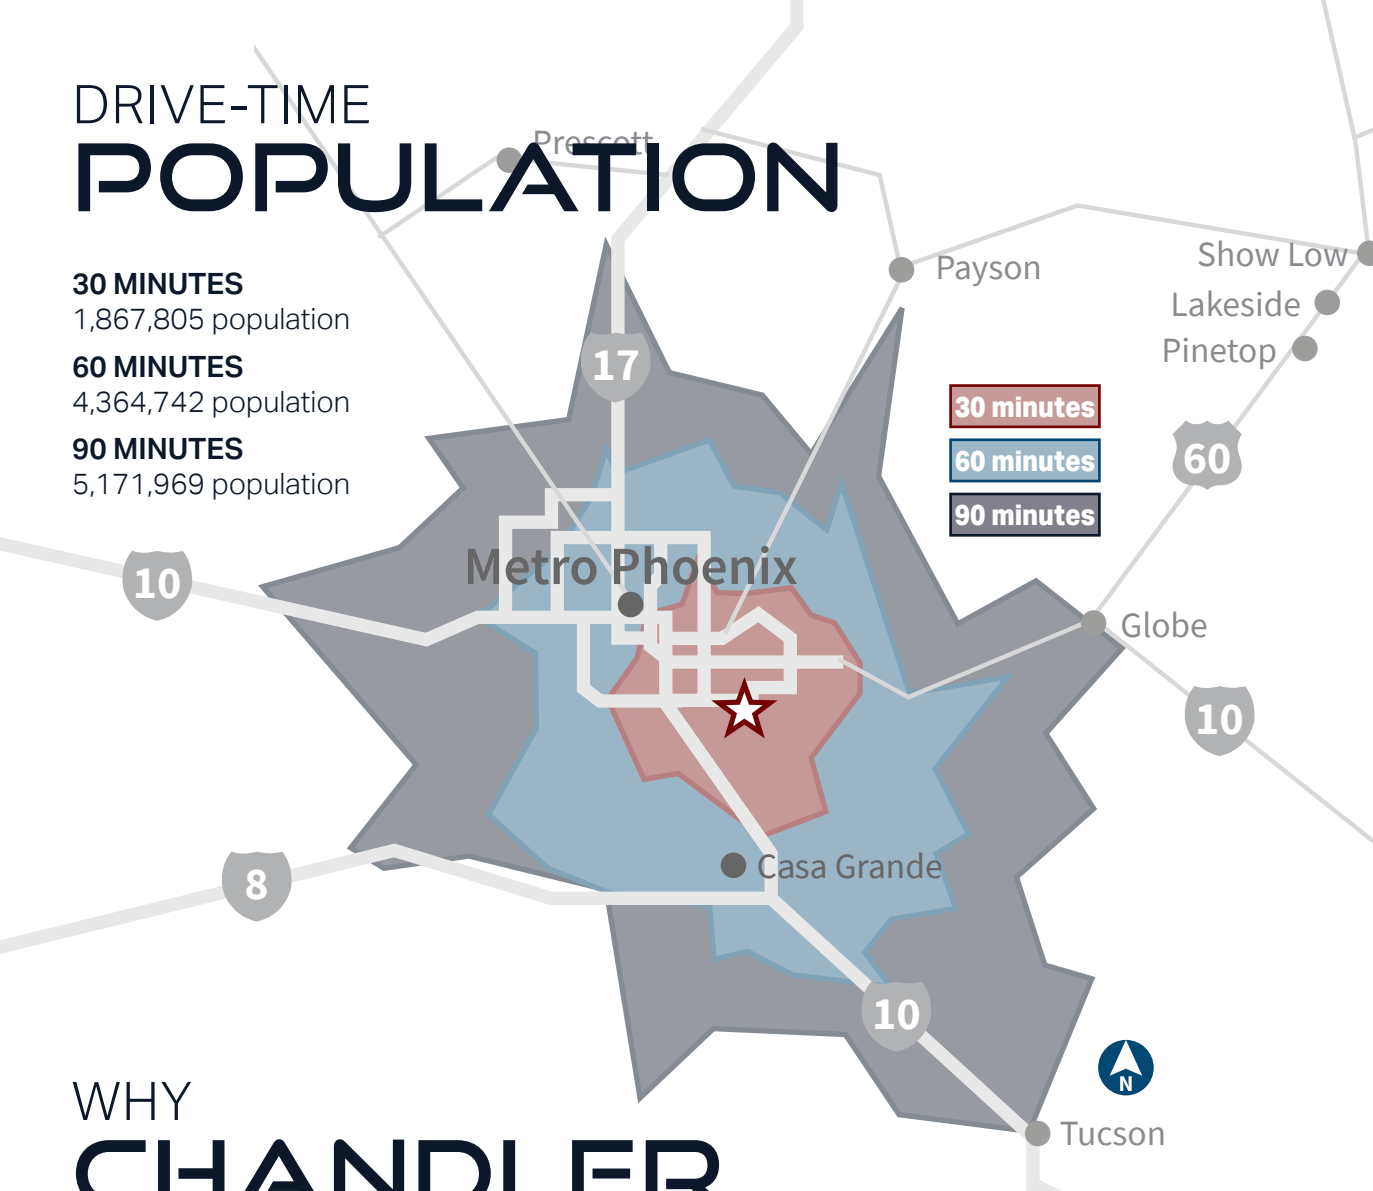 DRIVE-TIME
POPULATION
30 MINUTES
1,867,805 population
60 MINUTES
4,364,742 population
90 MINUTES
5,171,969 population
Prescott
Payson
Show Low
Lakeside
Pinetop
17
30 minutes
60 minutes
90 minutes
60
10
Metro Phoenix
Globe
10
8
Casa Grande
10
N
Tucson
WHY
CHANDLER